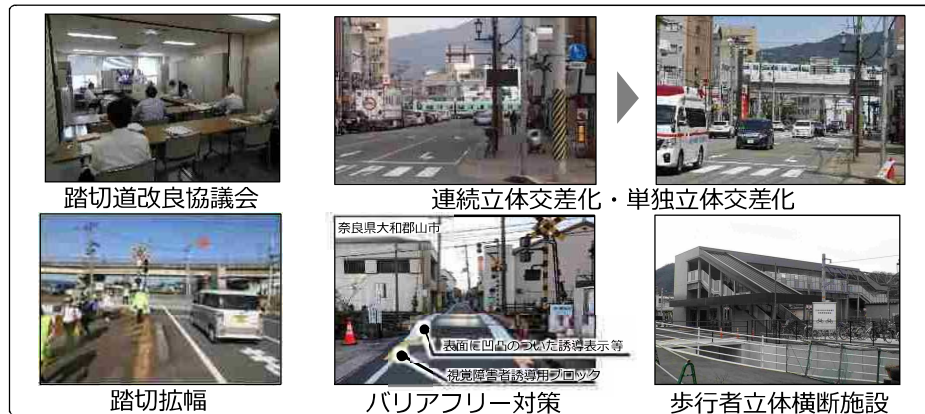 踏切道改良協議会
連続立体交差化・単独立体交差化
奈良県大和郡山市
表面に凹凸のついた誘導表示等
視覚障害者誘導用ブロック
踏切拡幅
バリアフリー対策
歩行者立体横断施設